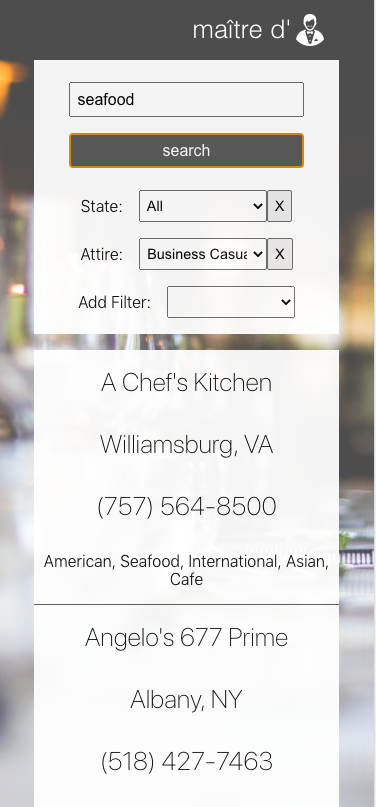 maître d'
seafood
search
State: All X
Attire: Business Casua X
Add Filter:
A Chef's Kitchen
Williamsburg, VA
(757) 564-8500
American, Seafood, International, Asian,
Cafe
Angelo's 677 Prime
Albany, NY
(518) 427-7463